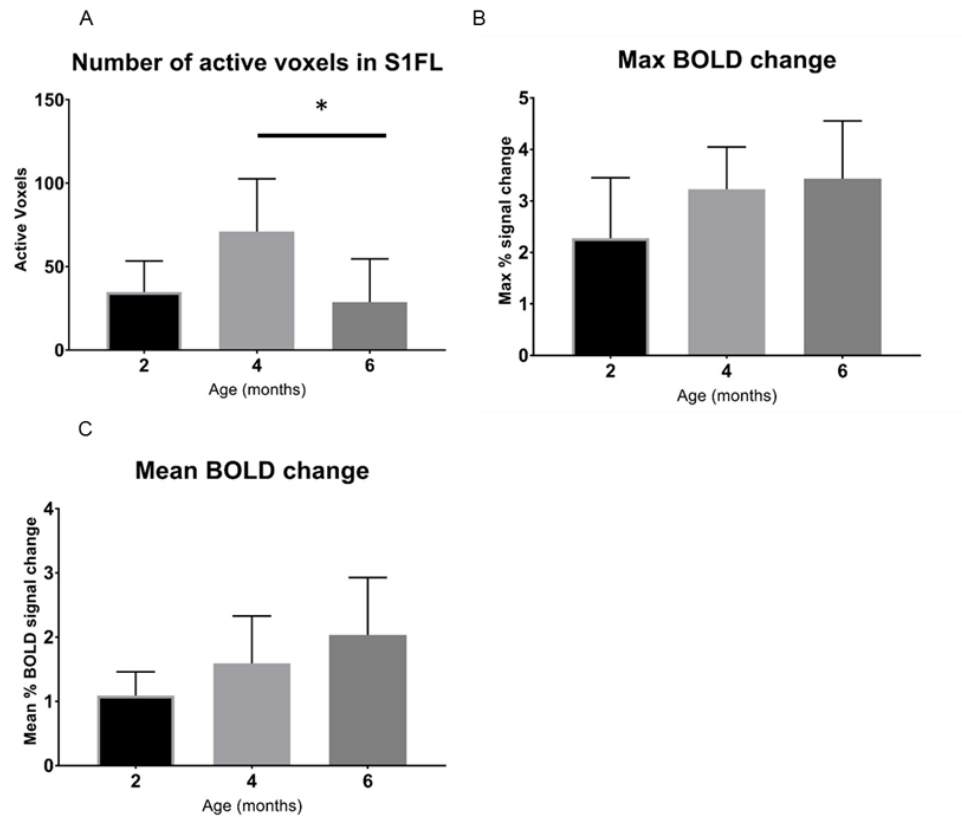 A
Number of active voxels in S1FL
*
150
100
50
0
Active Voxels
2 4 6
Age (months)
B
Max BOLD change
5
4
3
2
1
0
Max % signal change
2 4 6
Age (months)
C
Mean BOLD change
4
3
2
1
0
Mean % BOLD signal change
2 4 6
Age (months)